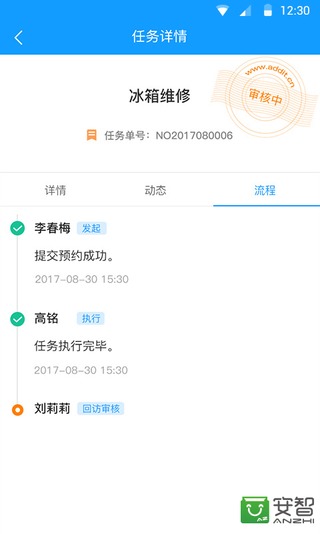 12:30
任务详情
www.addit.cn
审核中
冰箱维修
任务单号：NO2017080006
详情
动态
流程
李春梅 发起
提交预约成功。
2017-08-30 15:30
高铭 执行
任务执行完毕。
2017-08-30 15:30
刘莉莉 回访审核
安智
AZ
ANZHI